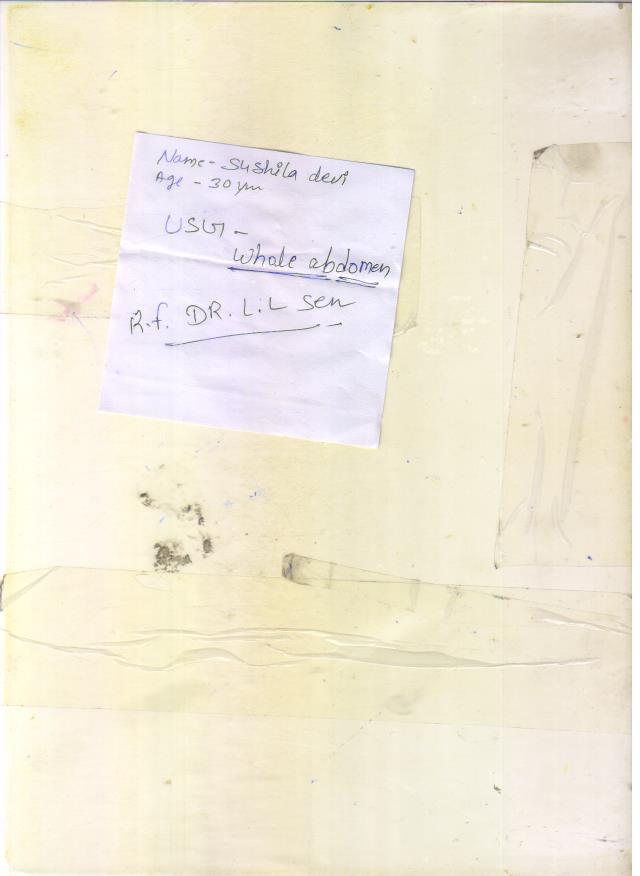 Name- Sushila devi
Age - 30 yrs
USG -
Whole abdomen
R.f. DR. L.L Sen